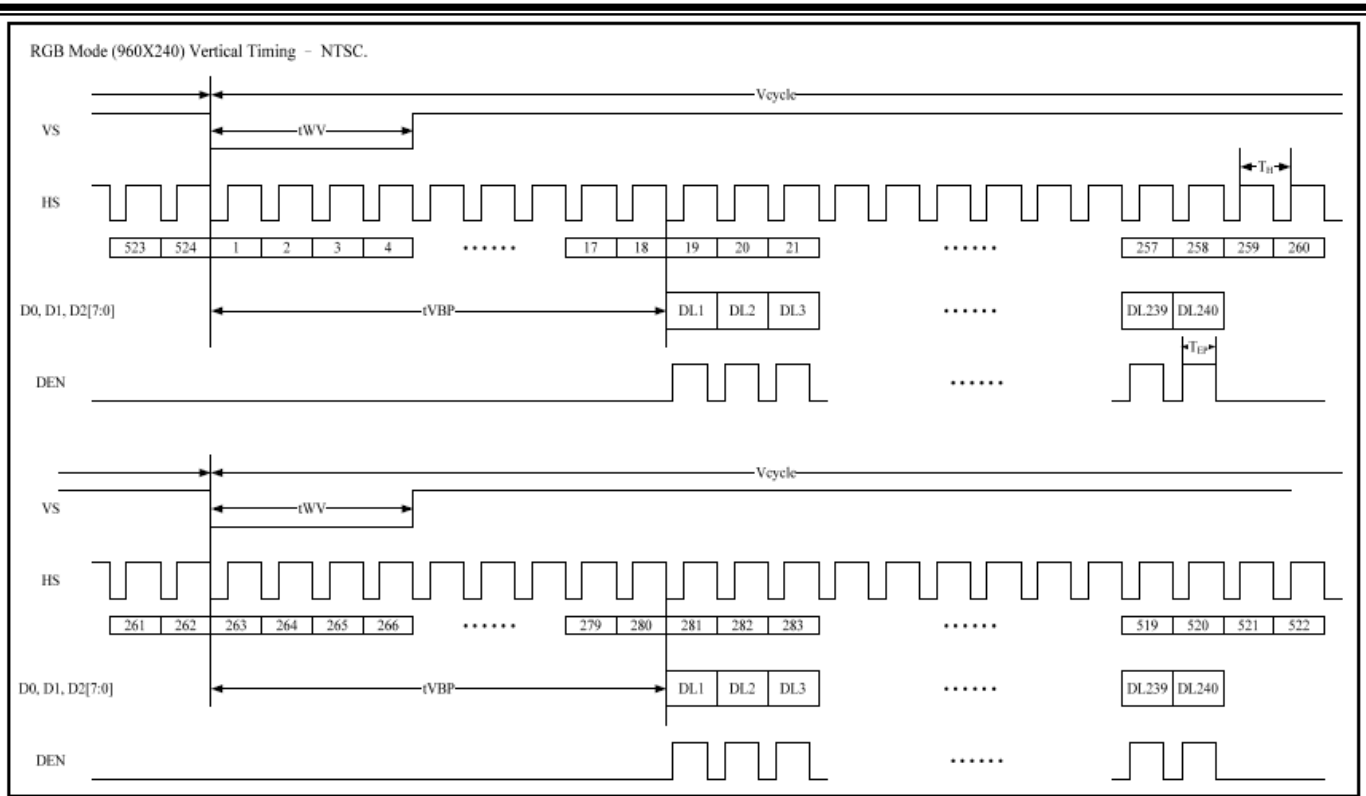 RGB Mode (960X240) Vertical Timing - NTSC.
Vcycle
VS
tWV
TH
HS
523 524 1 2 3 4 ...... 17 18 19 20 21 ...... 257 258 259 260
D0, D1, D2[7:0]
tVBP
DL1 DL2 DL3 ...... DL239 DL240
TEP
DEN
......
Vcycle
VS
tWV
HS
261 262 263 264 265 266 ...... 279 280 281 282 283 ...... 519 520 521 522
D0, D1, D2[7:0]
tVBP
DL1 DL2 DL3 ...... DL239 DL240
DEN
......